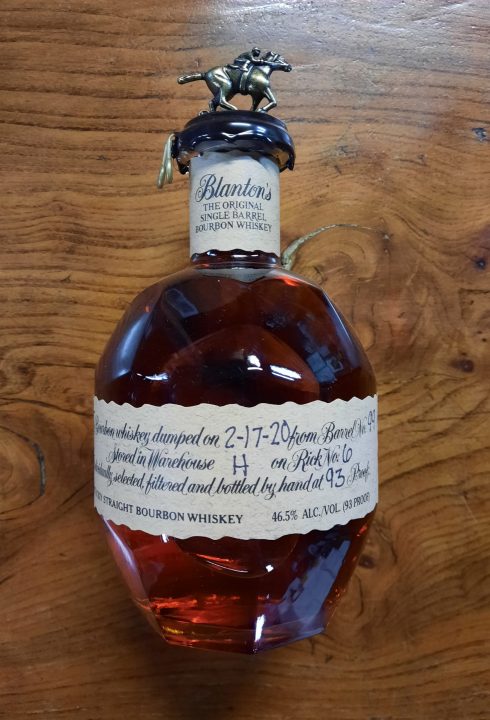 Blanton's
THE ORIGINAL
SINGLE BARREL
BOURBON WHISKEY
Bourbon whiskey dumped on 2-17-20 from Barrel No.
Stored in Warehouse H on Rick No. 6
selected, filtered and bottled by hand at 93 Proof
STRAIGHT BOURBON WHISKEY 46.5% ALC./VOL. (93 PROOF)